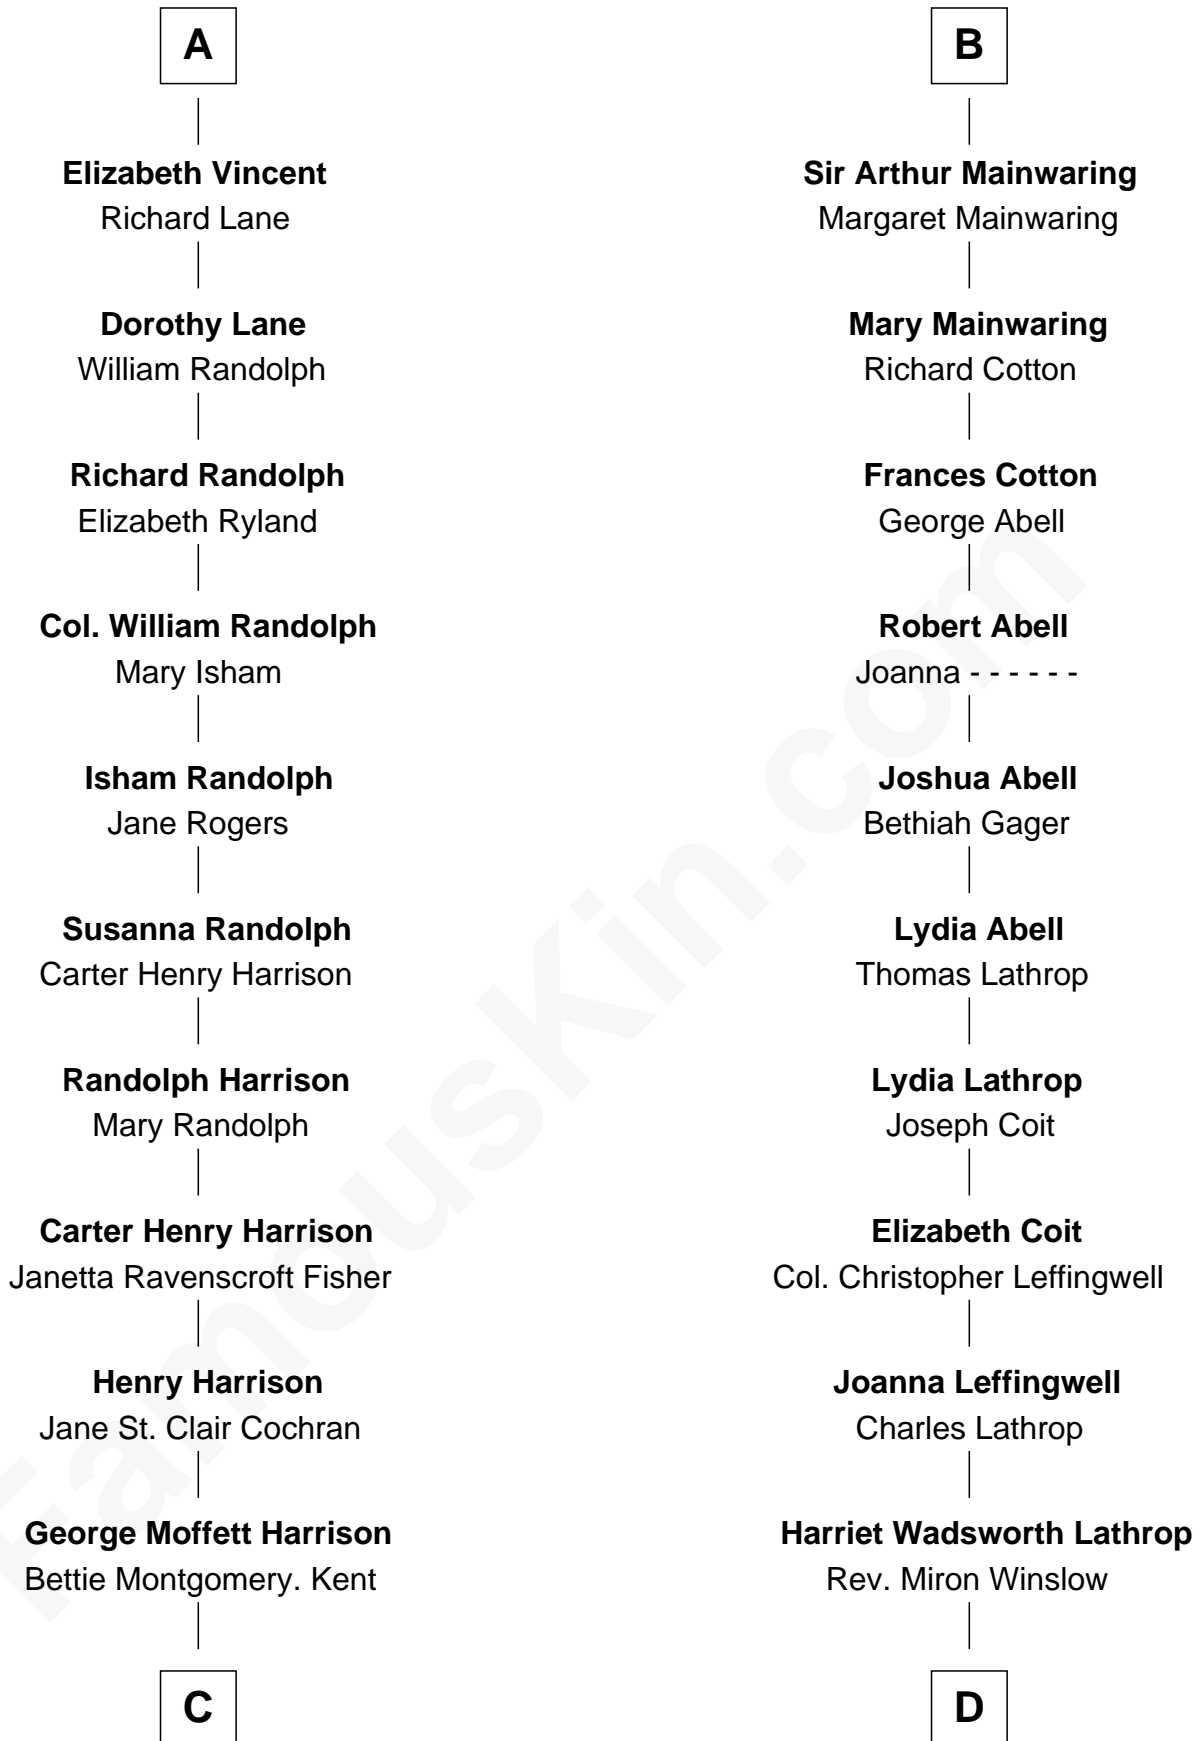 A
Elizabeth Vincent
Richard Lane
Dorothy Lane
William Randolph
Richard Randolph
Elizabeth Ryland
Col. William Randolph
Mary Isham
Isham Randolph
Jane Rogers
Susanna Randolph
Carter Henry Harrison
Randolph Harrison
Mary Randolph
Carter Henry Harrison
Janetta Ravenscroft Fisher
Henry Harrison
Jane St. Clair Cochran
George Moffett Harrison
Bettie Montgomery. Kent
C
B
Sir Arthur Mainwaring
Margaret Mainwaring
Mary Mainwaring
Richard Cotton
Frances Cotton
George Abell
Robert Abell
Joanna - - - - - -
Joshua Abell
Bethiah Gager
Lydia Abell
Thomas Lathrop
Lydia Lathrop
Joseph Coit
Elizabeth Coit
Col. Christopher Leffingwell
Joanna Leffingwell
Charles Lathrop
Harriet Wadsworth Lathrop
Rev. Miron Winslow
D
FamousKin.com